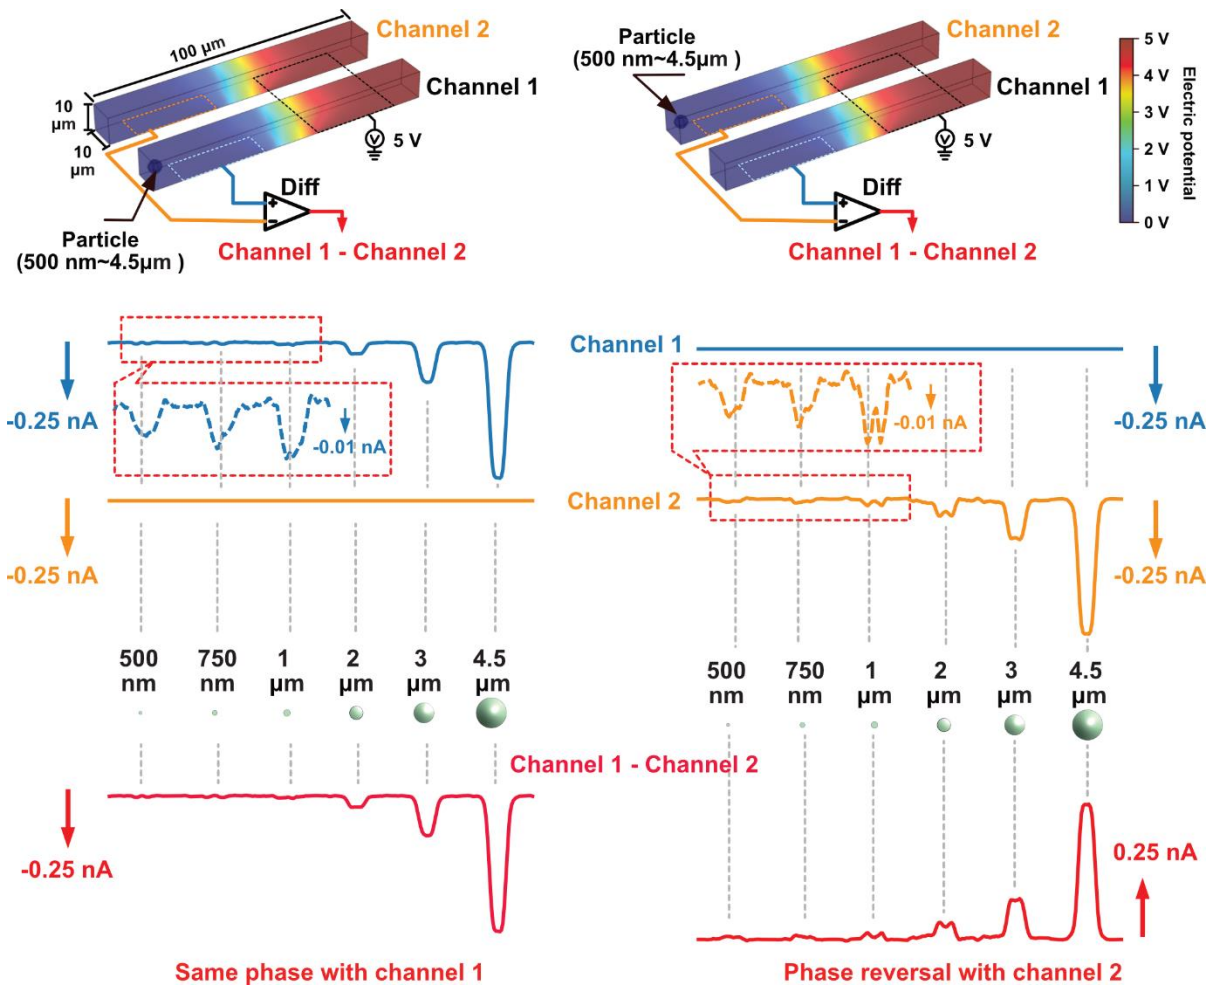 Channel 2
100 µm
Channel 1
10
µm
10
µm
5 V
Diff
+
−
Particle
(500 nm~4.5µm )
Channel 1 - Channel 2
Particle
(500 nm~4.5µm )
Channel 2
Channel 1
5 V
Diff
+
−
Channel 1 - Channel 2
5 V
4 V
3 V
2 V
1 V
0 V
Electric potential
-0.25 nA
-0.01 nA
-0.25 nA
Channel 1
-0.25 nA
-0.01 nA
Channel 2
-0.25 nA
500
nm
750
nm
1
µm
2
µm
3
µm
4.5
µm
500
nm
750
nm
1
µm
2
µm
3
µm
4.5
µm
Channel 1 - Channel 2
-0.25 nA
0.25 nA
Same phase with channel 1
Phase reversal with channel 2